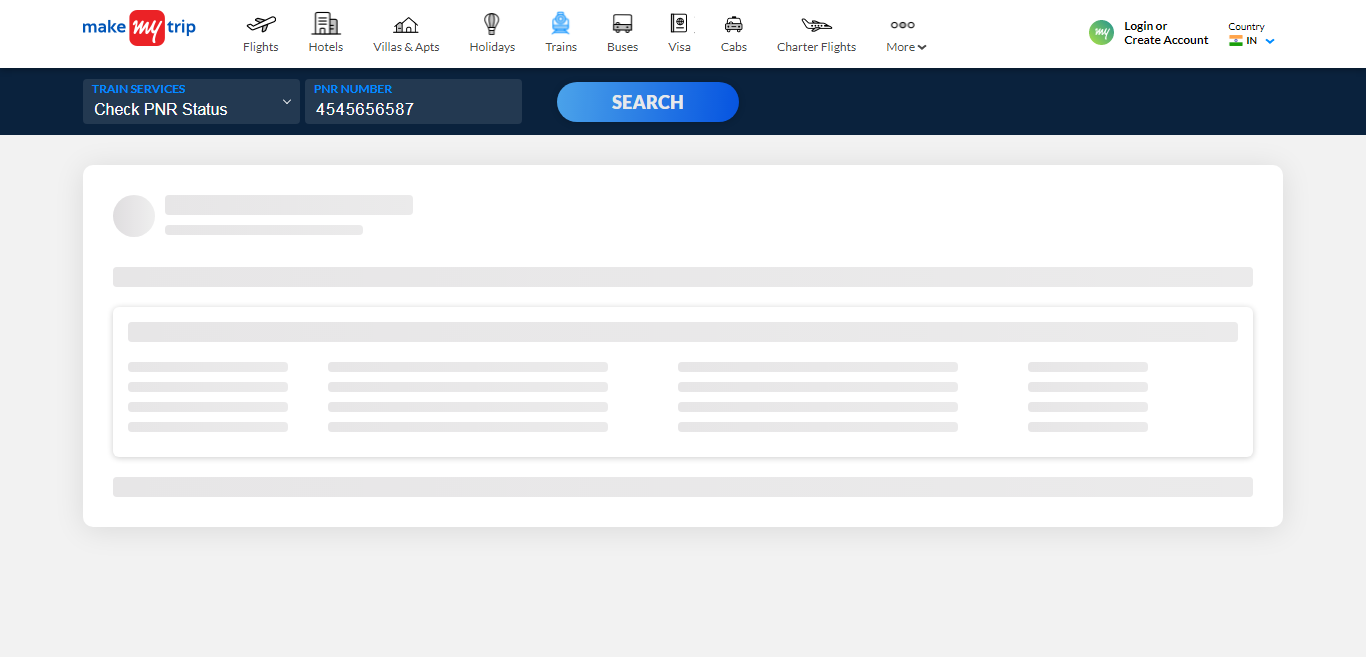 make my trip
Flights
Hotels
Villas & Apts
Holidays
Trains
Buses
Visa
Cabs
Charter Flights
More
Login or
Create Account
Country
IN
my
TRAIN SERVICES
Check PNR Status
PNR NUMBER
4545656587
SEARCH